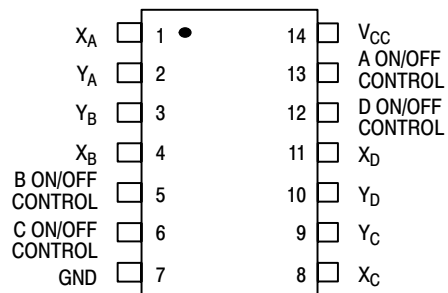 XA 1 14 VCC
YA 2 13 A ON/OFF CONTROL
YB 3 12 D ON/OFF CONTROL
XB 4 11 XD
B ON/OFF CONTROL 5 10 YD
C ON/OFF CONTROL 6 9 YC
GND 7 8 XC